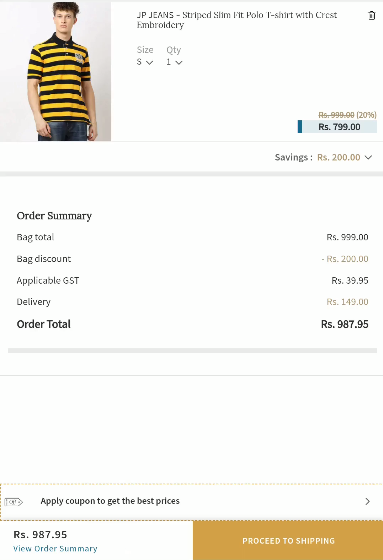 JP JEANS - Striped Slim Fit Polo T-shirt with Crest
Embroidery
Size Qty
S 1
Rs. 999.00 (20%)
Rs. 799.00
Savings : Rs. 200.00
Order Summary
Bag total Rs. 999.00
Bag discount - Rs. 200.00
Applicable GST Rs. 39.95
Delivery Rs. 149.00
Order Total Rs. 987.95
Apply coupon to get the best prices
Rs. 987.95
View Order Summary
PROCEED TO SHIPPING